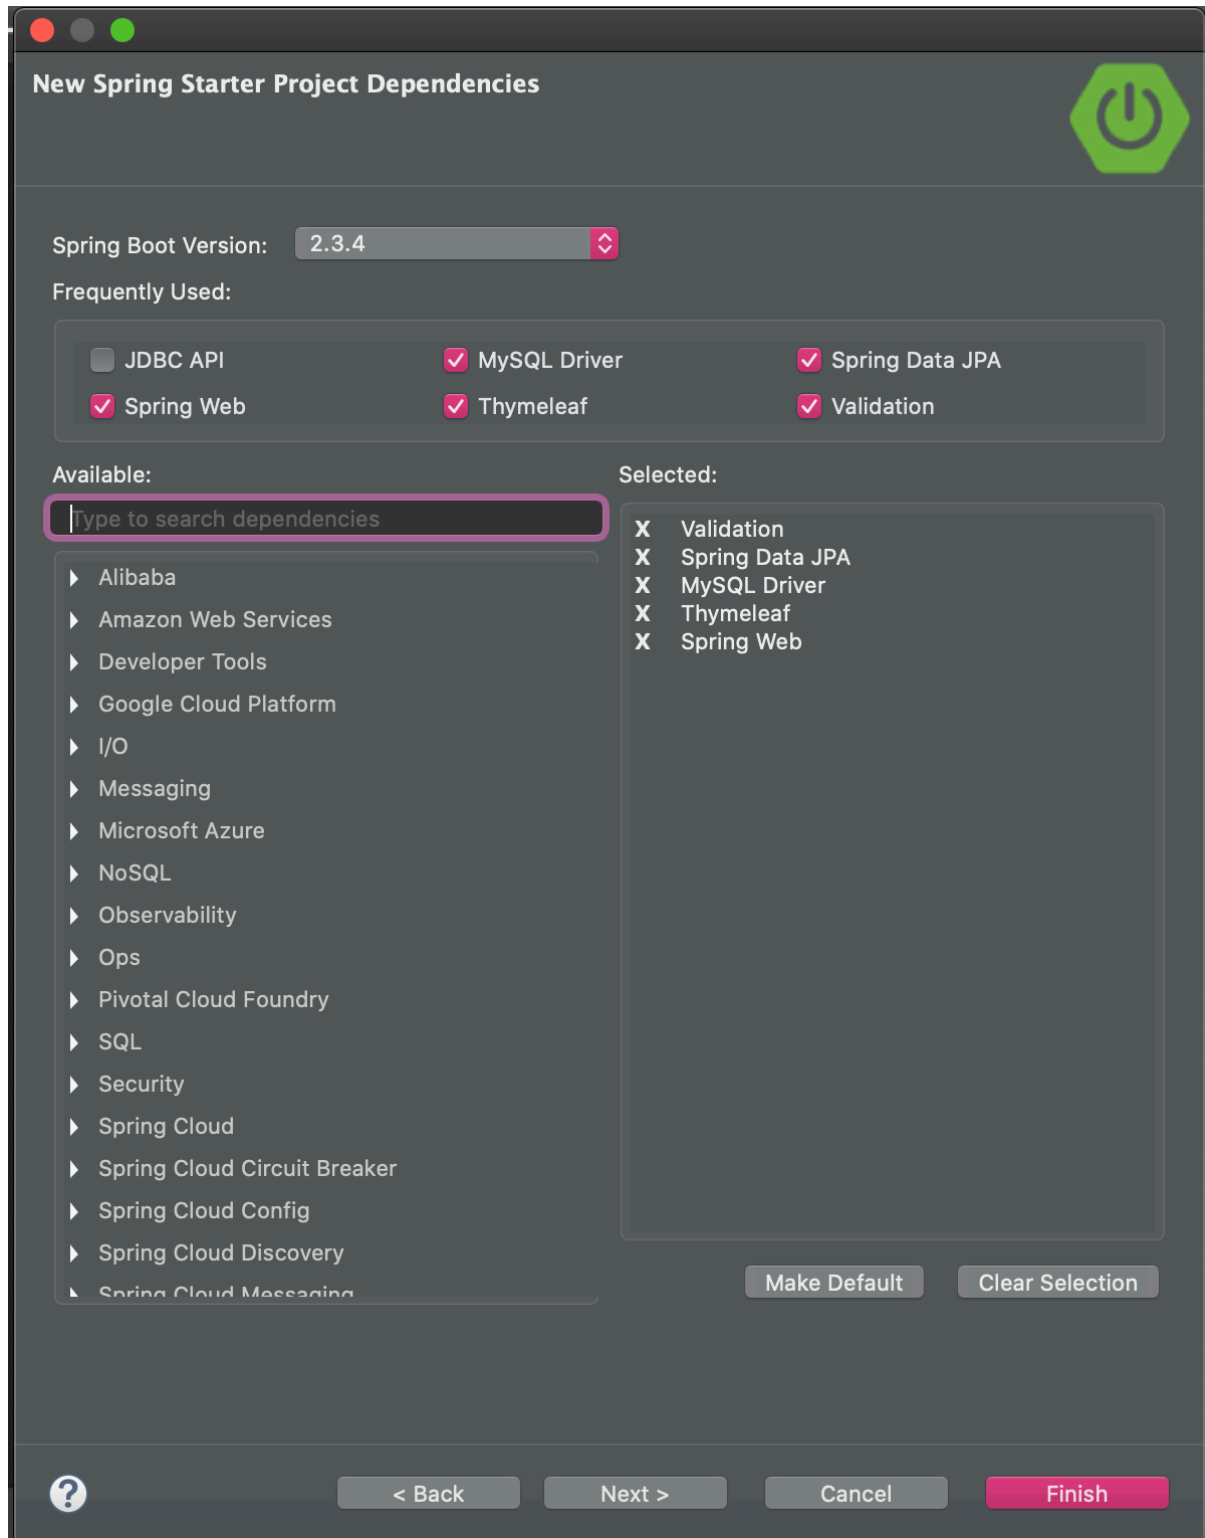 New Spring Starter Project Dependencies
Spring Boot Version: 2.3.4
Frequently Used:
JDBC API MySQL Driver Spring Data JPA
Spring Web Thymeleaf Validation
Available:
Type to search dependencies
Alibaba
Amazon Web Services
Developer Tools
Google Cloud Platform
I/O
Messaging
Microsoft Azure
NoSQL
Observability
Ops
Pivotal Cloud Foundry
SQL
Security
Spring Cloud
Spring Cloud Circuit Breaker
Spring Cloud Config
Spring Cloud Discovery
Spring Cloud Messaging
Selected:
X Validation
X Spring Data JPA
X MySQL Driver
X Thymeleaf
X Spring Web
Make Default Clear Selection
? < Back Next > Cancel Finish